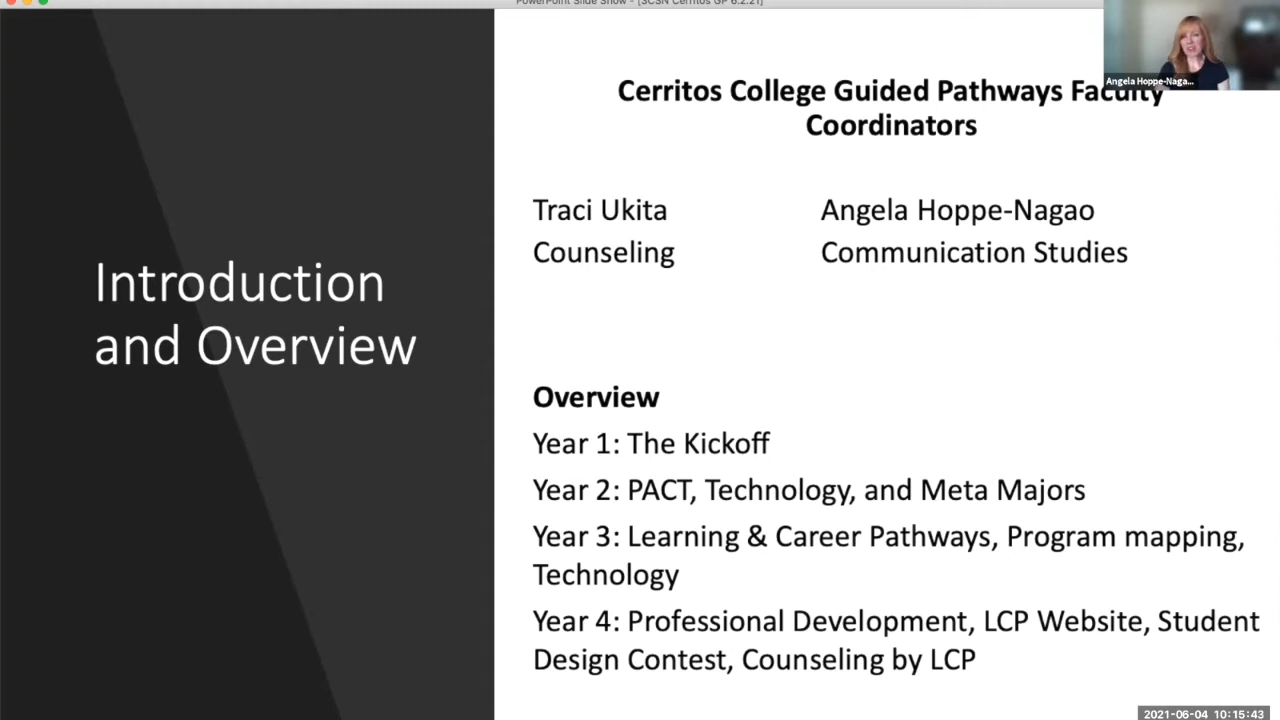 PowerPoint Slide Show - [SCSN Cerritos GP 6.2.21]
Angela Hoppe-Naga...
Cerritos College Guided Pathways Faculty
Coordinators
Traci Ukita
Angela Hoppe-Nagao
Counseling
Communication Studies
Introduction
and Overview
Overview
Year 1: The Kickoff
Year 2: PACT, Technology, and Meta Majors
Year 3: Learning & Career Pathways, Program mapping,
Technology
Year 4: Professional Development, LCP Website, Student
Design Contest, Counseling by LCP
2021-06-04 10:15:43